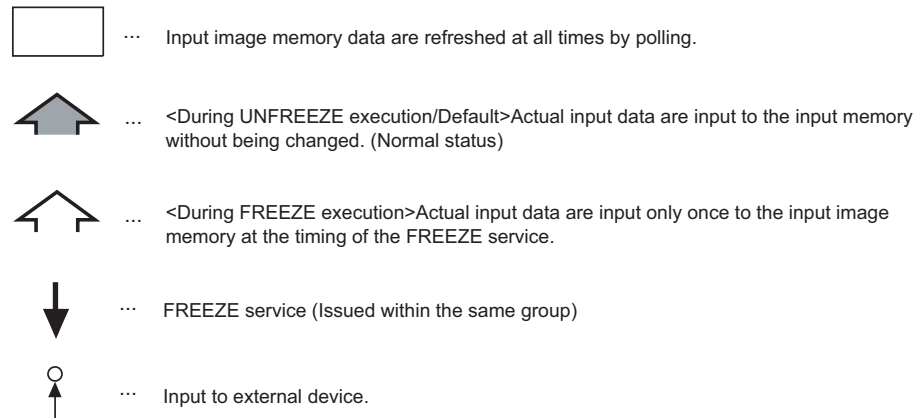 ... Input image memory data are refreshed at all times by polling.
... <During UNFREEZE execution/Default>Actual input data are input to the input memory
without being changed. (Normal status)
... <During FREEZE execution>Actual input data are input only once to the input image
memory at the timing of the FREEZE service.
... FREEZE service (Issued within the same group)
... Input to external device.